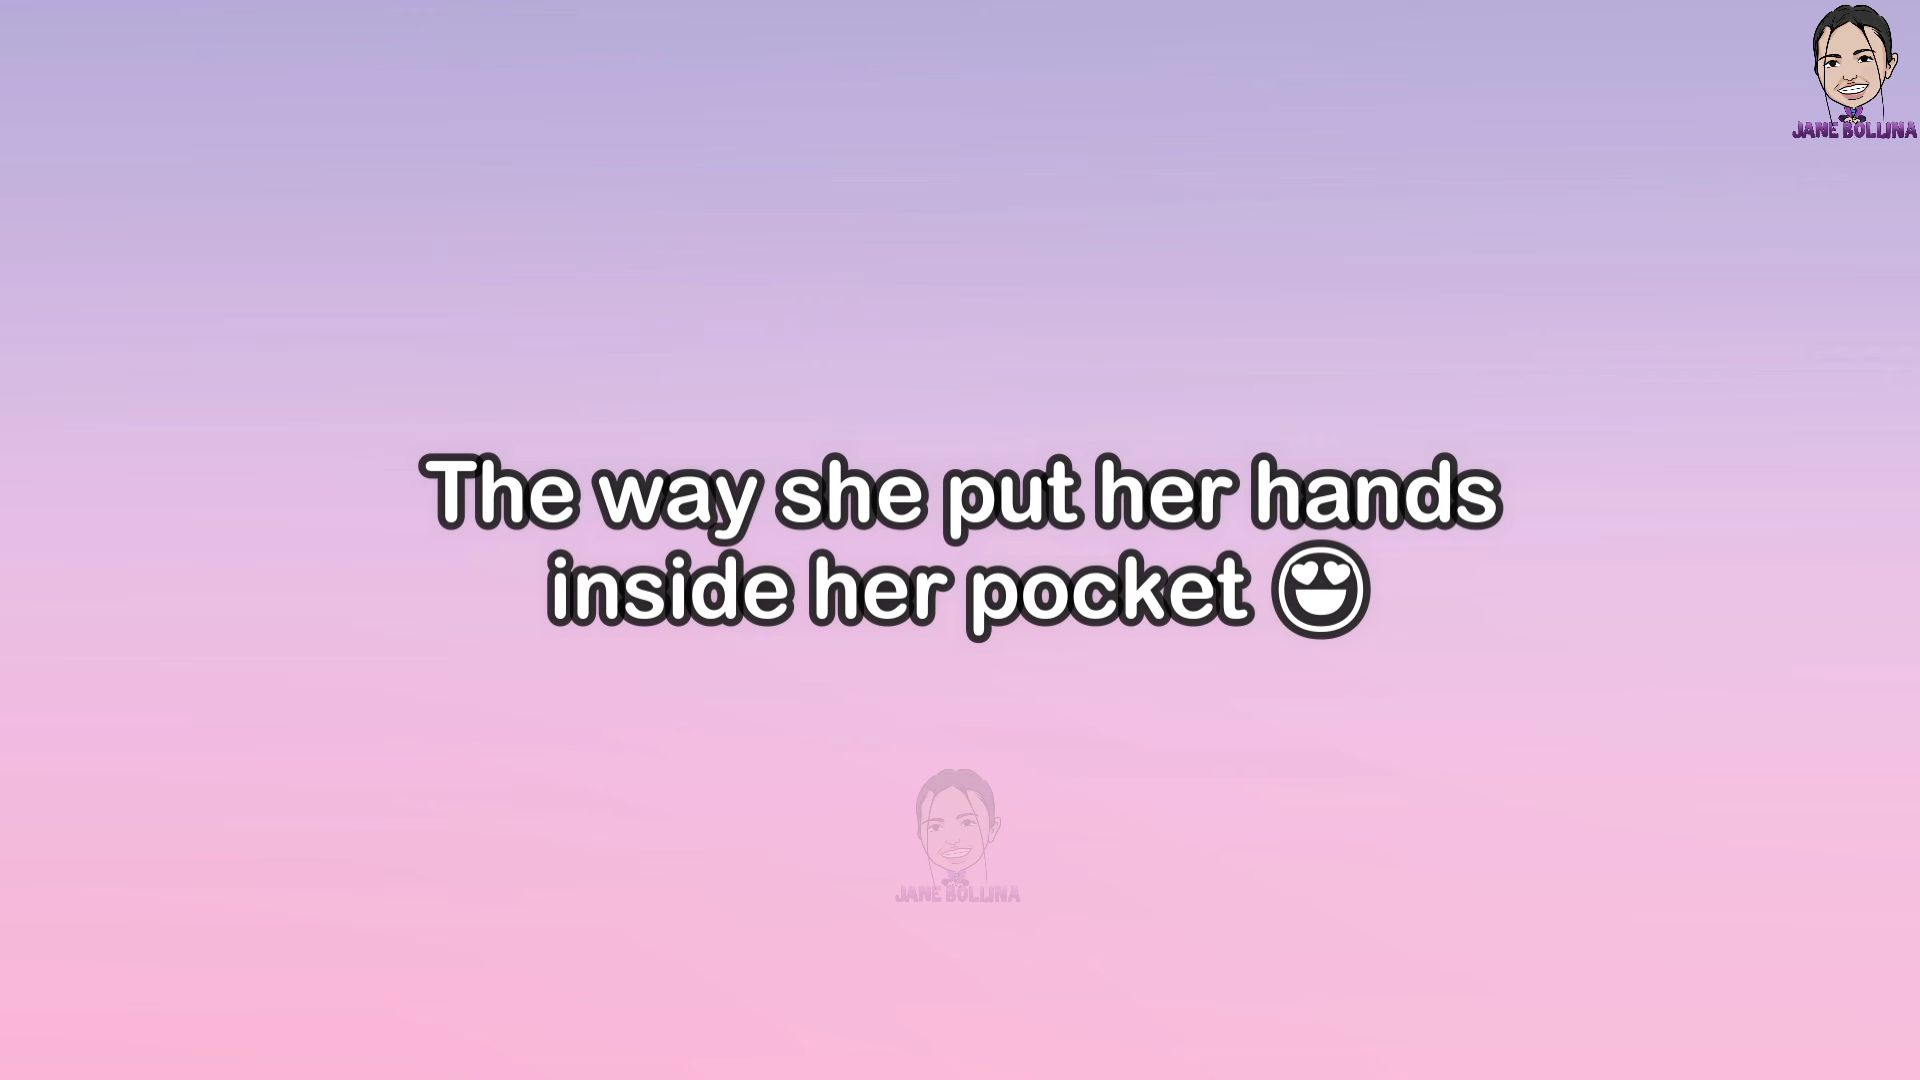 JANE BOLLINA
The way she put her hands
inside her pocket 😍
JANE BOLLINA